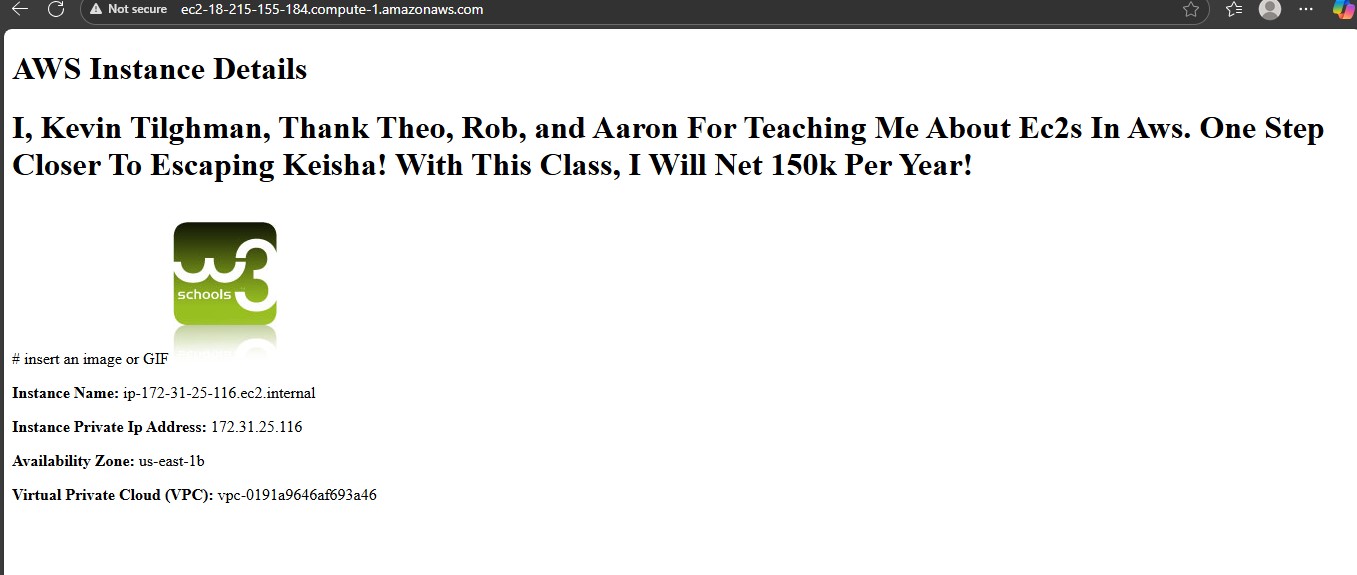 Not secure ec2-18-215-155-184.compute-1.amazonaws.com
AWS Instance Details
I, Kevin Tilghman, Thank Theo, Rob, and Aaron For Teaching Me About Ec2s In Aws. One Step
Closer To Escaping Keisha! With This Class, I Will Net 150k Per Year!
w3
schools
# insert an image or GIF
Instance Name: ip-172-31-25-116.ec2.internal
Instance Private Ip Address: 172.31.25.116
Availability Zone: us-east-1b
Virtual Private Cloud (VPC): vpc-0191a9646af693a46